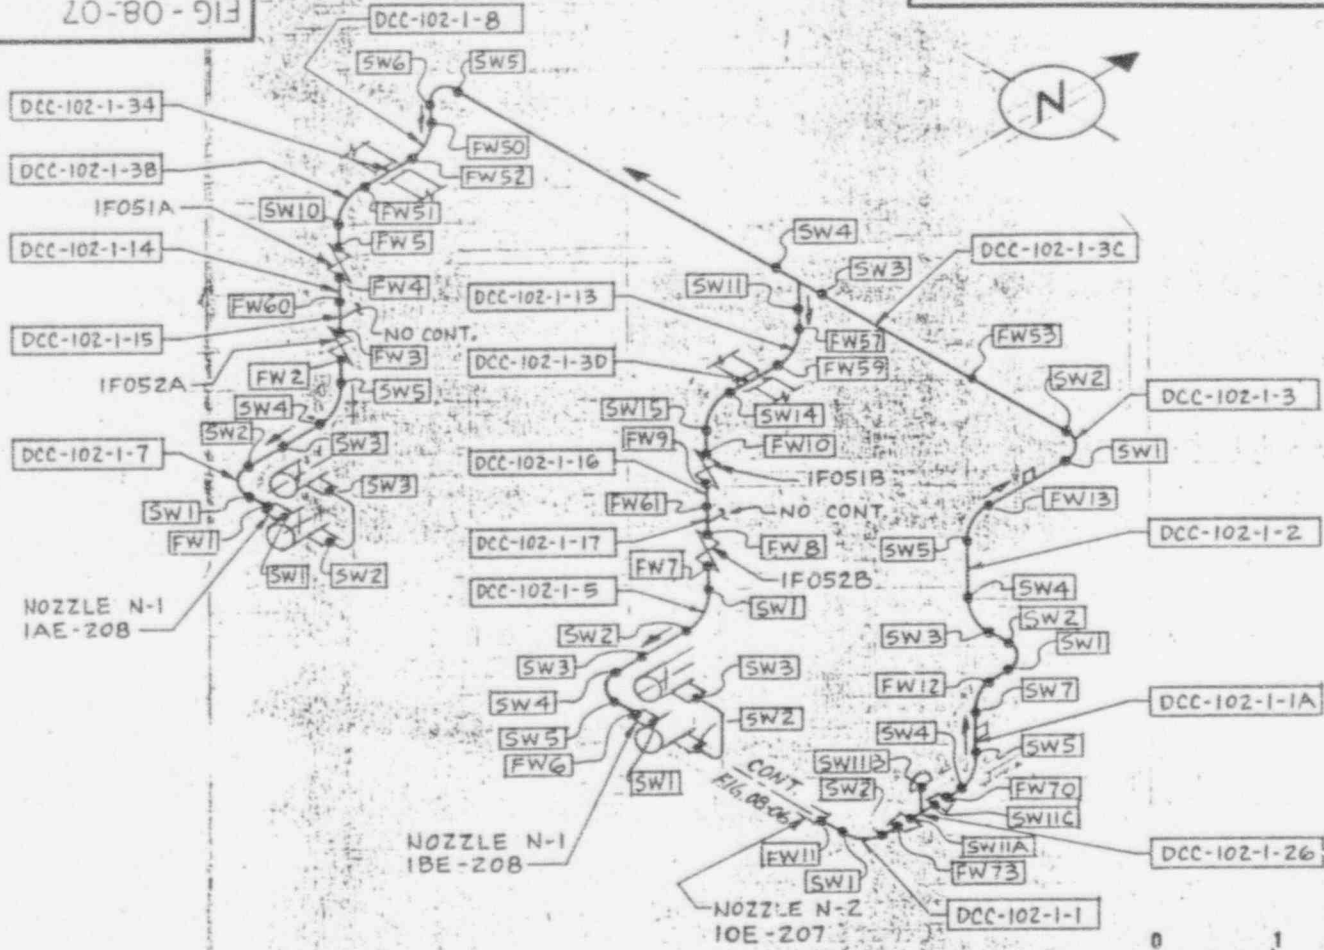 FIG-08-07
DCC-102-1-8
SW6
SW5
N
DCC-102-1-34
FW50
DCC-102-1-3B
FW52
1F051A
SW10
FW51
DCC-102-1-14
FW5
SW4
DCC-102-1-3C
FW4
SW3
FW60
DCC-102-1-13
SW11
DCC-102-1-15
NO CONT.
FW57
FW53
FW3
DCC-102-1-3D
1F052A
FW2
FW59
SW2
SW5
DCC-102-1-3
SW4
SW15
SW14
SW2
SW3
FW9
FW10
SW1
DCC-102-1-7
DCC-102-1-16
1F051B
SW3
FW61
NO CONT.
FW13
SW1
DCC-102-1-2
FW1
DCC-102-1-17
FW8
SW5
SW1
SW2
FW7
1F052B
NOZZLE N-1
1AE-208
DCC-102-1-5
SW1
SW4
SW2
SW3
SW2
SW3
SW3
SW1
SW4
FW12
SW2
SW7
DCC-102-1-1A
SW5
SW4
SW5
FW6
CONT.
FIG. 08-06
SW11B
SW1
SW2
FW70
SW11C
NOZZLE N-1
1BE-208
FW11
SW11A
DCC-102-1-26
SW1
FW73
NOZZLE N-2
10E-207
DCC-102-1-1
0 1